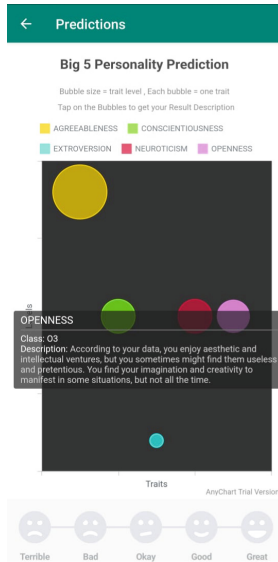 Predictions
Big 5 Personality Prediction
Bubble size = trait level , Each bubble = one trait
Tap on the Bubbles to get your Result Description
AGREEABLENESS CONSCIENTIOUSNESS
EXTROVERSION NEUROTICISM OPENNESS
OPENNESS
Class: O3
Description: According to your data, you enjoy aesthetic and
intellectual ventures, but you sometimes might find them useless
and pretentious. You find your imagination and creativity to
manifest in some situations, but not all the time.
Traits
AnyChart Trial Version
Terrible Bad Okay Good Great